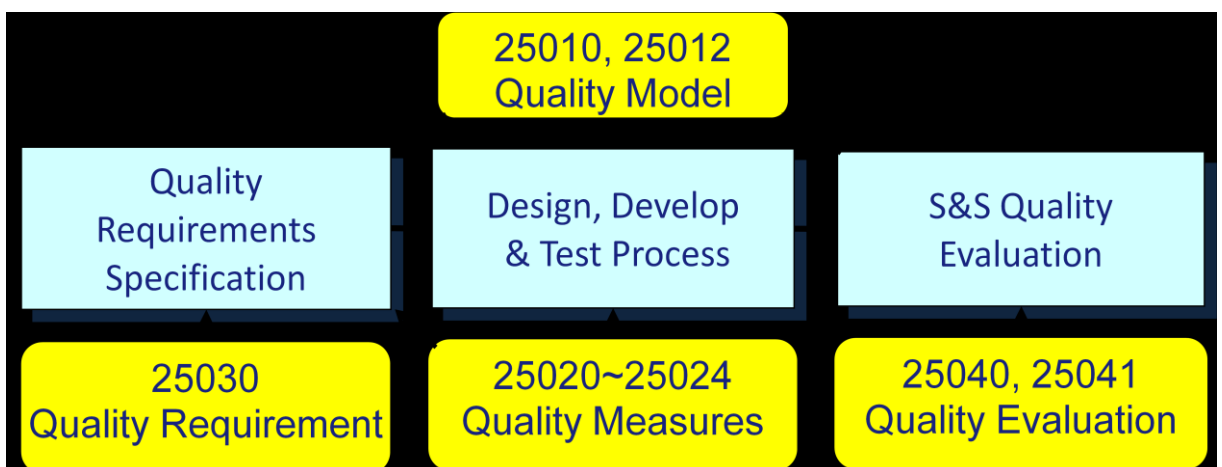 25010, 25012
Quality Model
Quality
Requirements
Specification
Design, Develop
& Test Process
S&S Quality
Evaluation
25030
Quality Requirement
25020~25024
Quality Measures
25040, 25041
Quality Evaluation